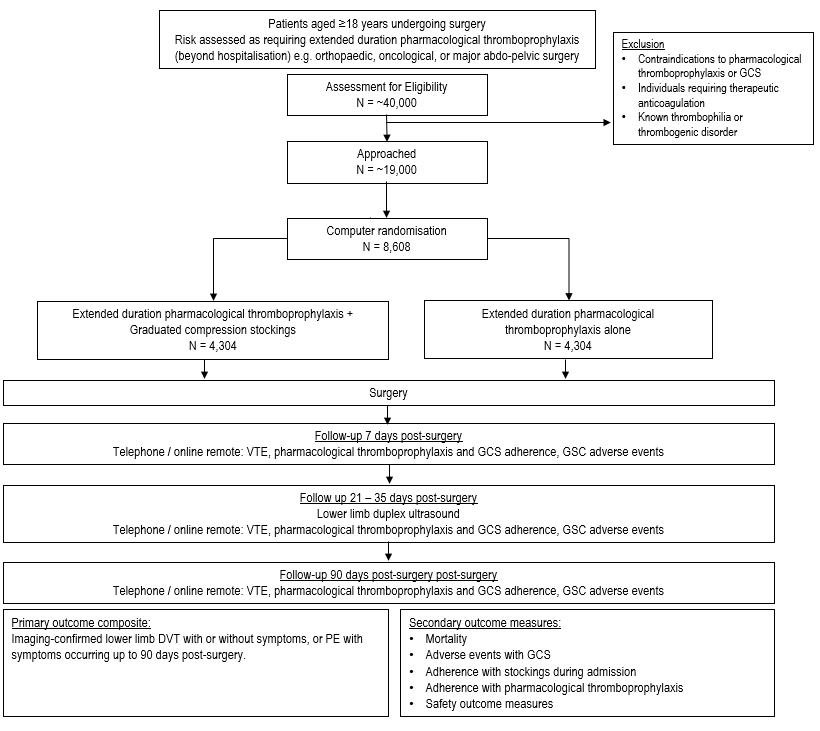 Patients aged ≥18 years undergoing surgery
Risk assessed as requiring extended duration pharmacological thromboprophylaxis
(beyond hospitalisation) e.g. orthopaedic, oncological, or major abdo-pelvic surgery
Exclusion
• Contraindications to pharmacological
thromboprophylaxis or GCS
• Individuals requiring therapeutic
anticoagulation
• Known thrombophilia or
thrombogenic disorder
Assessment for Eligibility
N = ~40,000
Approached
N = ~19,000
Computer randomisation
N = 8,608
Extended duration pharmacological thromboprophylaxis +
Graduated compression stockings
N = 4,304
Extended duration pharmacological
thromboprophylaxis alone
N = 4,304
Surgery
Follow-up 7 days post-surgery
Telephone / online remote: VTE, pharmacological thromboprophylaxis and GCS adherence, GSC adverse events
Follow up 21 – 35 days post-surgery
Lower limb duplex ultrasound
Telephone / online remote: VTE, pharmacological thromboprophylaxis and GCS adherence, GSC adverse events
Follow-up 90 days post-surgery post-surgery
Telephone / online remote: VTE, pharmacological thromboprophylaxis and GCS adherence, GSC adverse events
Primary outcome composite:
Imaging-confirmed lower limb DVT with or without symptoms, or PE with
symptoms occurring up to 90 days post-surgery.
Secondary outcome measures:
• Mortality
• Adverse events with GCS
• Adherence with stockings during admission
• Adherence with pharmacological thromboprophylaxis
• Safety outcome measures